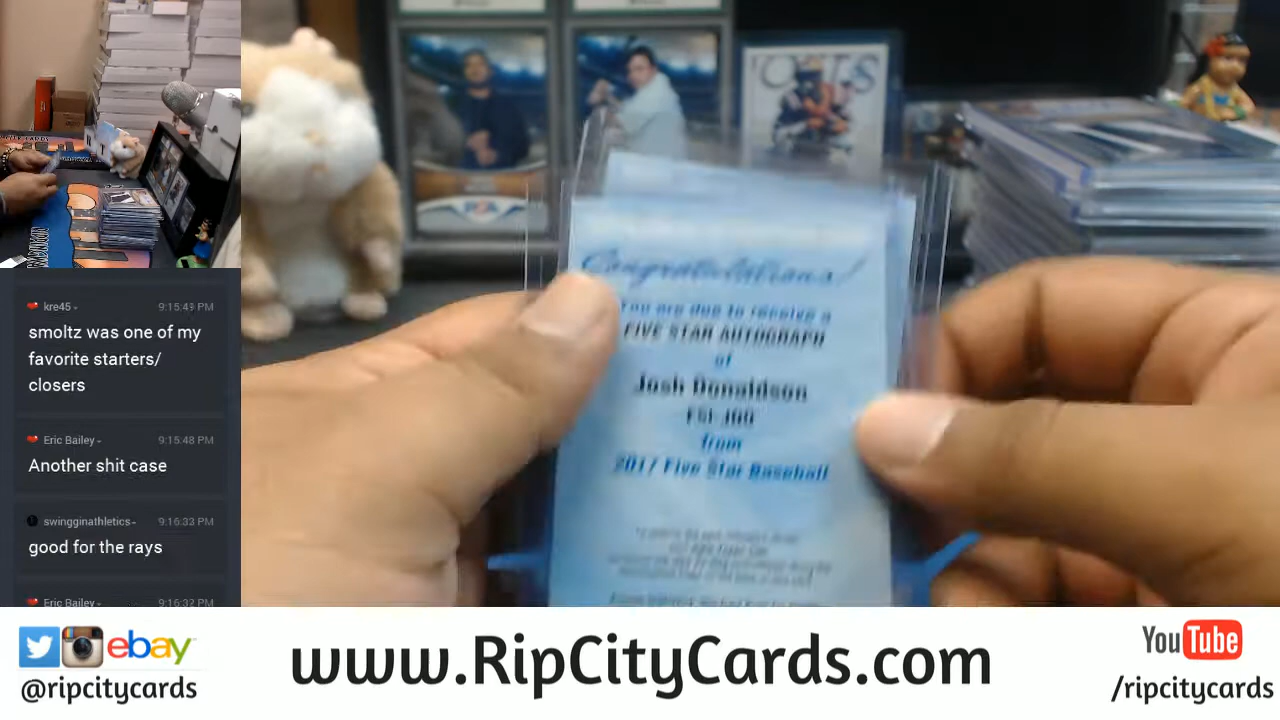 kre45
9:15:41 PM
smoltz was one of my
favorite starters/
closers
Eric Bailey
9:15:48 PM
Another shit case
swingginathletics
9:16:33 PM
good for the rays
Eric Bailey
9:16:32 PM
Congratulations!
You are due to receive a
FIVE STAR AUTOGRAPH
of
Josh Donaldson
from
2017 Five Star Baseball
ebay
@ripcitycards
www.RipCityCards.com
YouTube
/ripcitycards